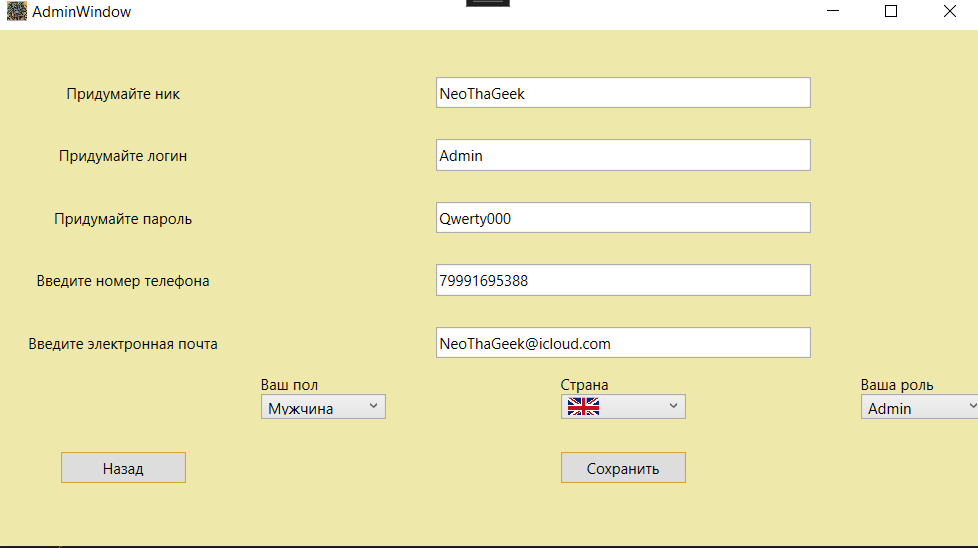 AdminWindow
Придумайте ник NeoThaGeek
Придумайте логин Admin
Придумайте пароль Qwerty000
Введите номер телефона 79991695388
Введите электронная почта NeoThaGeek@icloud.com
Ваш пол Страна Ваша роль
Мужчина Admin
Назад Сохранить